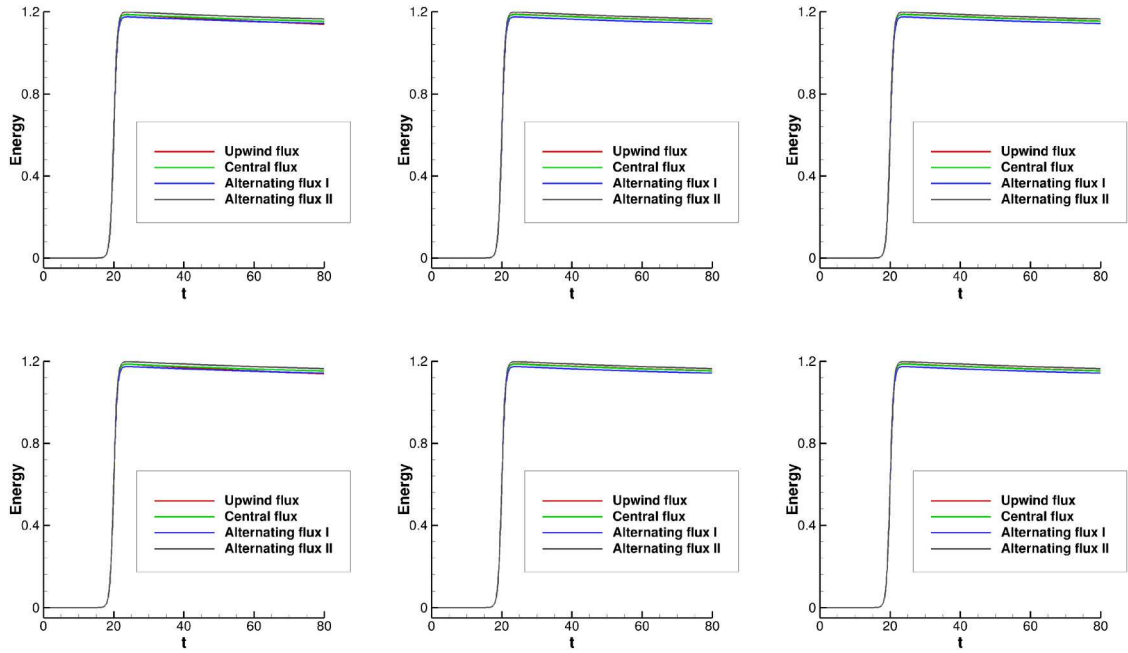 1.2
0.8
0.4
0
Energy
Upwind flux
Central flux
Alternating flux I
Alternating flux II
0 20 40 60 80
t
1.2
0.8
0.4
0
Energy
Upwind flux
Central flux
Alternating flux I
Alternating flux II
0 20 40 60 80
t
1.2
0.8
0.4
0
Energy
Upwind flux
Central flux
Alternating flux I
Alternating flux II
0 20 40 60 80
t
1.2
0.8
0.4
0
Energy
Upwind flux
Central flux
Alternating flux I
Alternating flux II
0 20 40 60 80
t
1.2
0.8
0.4
0
Energy
Upwind flux
Central flux
Alternating flux I
Alternating flux II
0 20 40 60 80
t
1.2
0.8
0.4
0
Energy
Upwind flux
Central flux
Alternating flux I
Alternating flux II
0 20 40 60 80
t